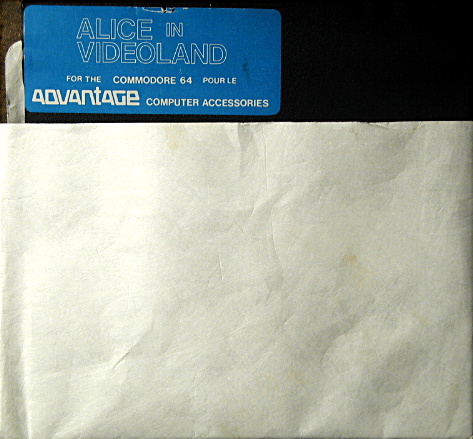 ALICE IN
VIDEOLAND
FOR THE COMMODORE 64 POUR LE
ADVANTAGE COMPUTER ACCESSORIES